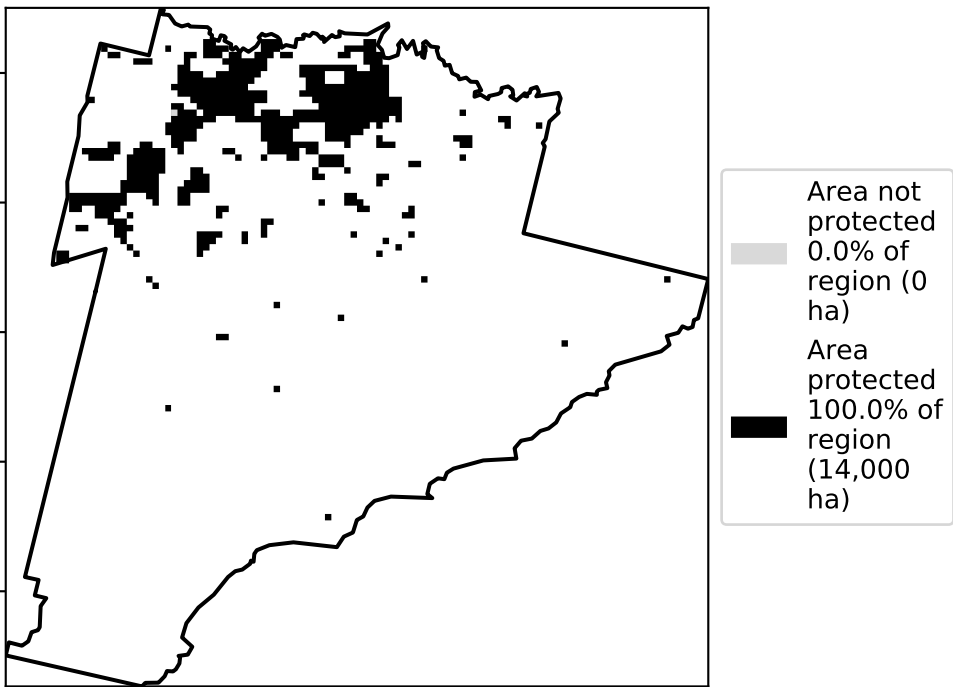 Area not
protected
0.0% of
region (0
ha)
Area
protected
100.0% of
region
(14,000
ha)